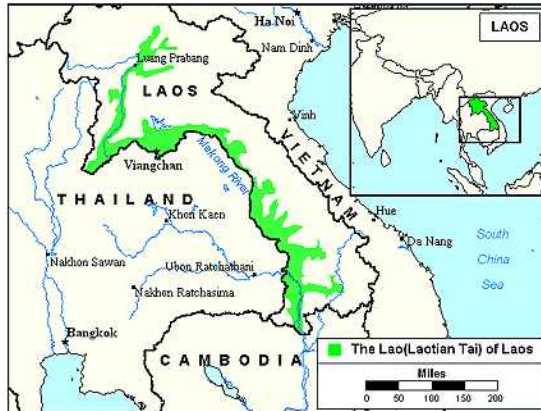 Ha Noi
LAOS
Nam Dinh
Luang Prabang
LAOS
Vinh
Viangchan
Makong River
VIETNAM
THAILAND
Khon Kaen
Hue
Da Nang
Ubon Ratchathani
South
China
Sea
Nakhon Sawan
Nakhon Ratchasima
Bangkok
CAMBODIA
The Lao(Laotian Tai) of Laos
Miles
0 50 100 150 200